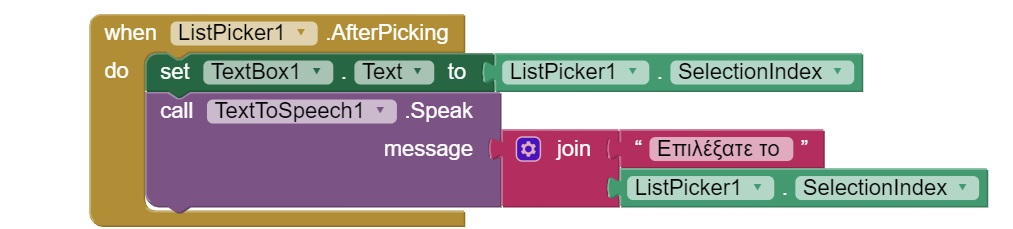 when ListPicker1 .AfterPicking
do set TextBox1 . Text to ListPicker1 . SelectionIndex
call TextToSpeech1 .Speak
message join “ Επιλέξατε το ”
ListPicker1 . SelectionIndex